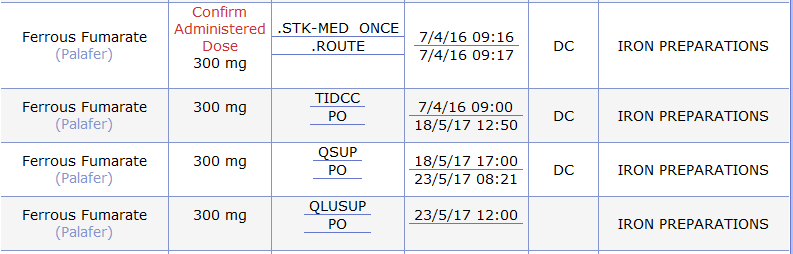 Ferrous Fumarate
(Palafer)
Confirm
Administered
Dose
300 mg
.STK-MED ONCE
.ROUTE
7/4/16 09:16
7/4/16 09:17
DC
IRON PREPARATIONS
Ferrous Fumarate
(Palafer)
300 mg
TIDCC
PO
7/4/16 09:00
18/5/17 12:50
DC
IRON PREPARATIONS
Ferrous Fumarate
(Palafer)
300 mg
QSUP
PO
18/5/17 17:00
23/5/17 08:21
DC
IRON PREPARATIONS
Ferrous Fumarate
(Palafer)
300 mg
QLUSUP
PO
23/5/17 12:00
IRON PREPARATIONS